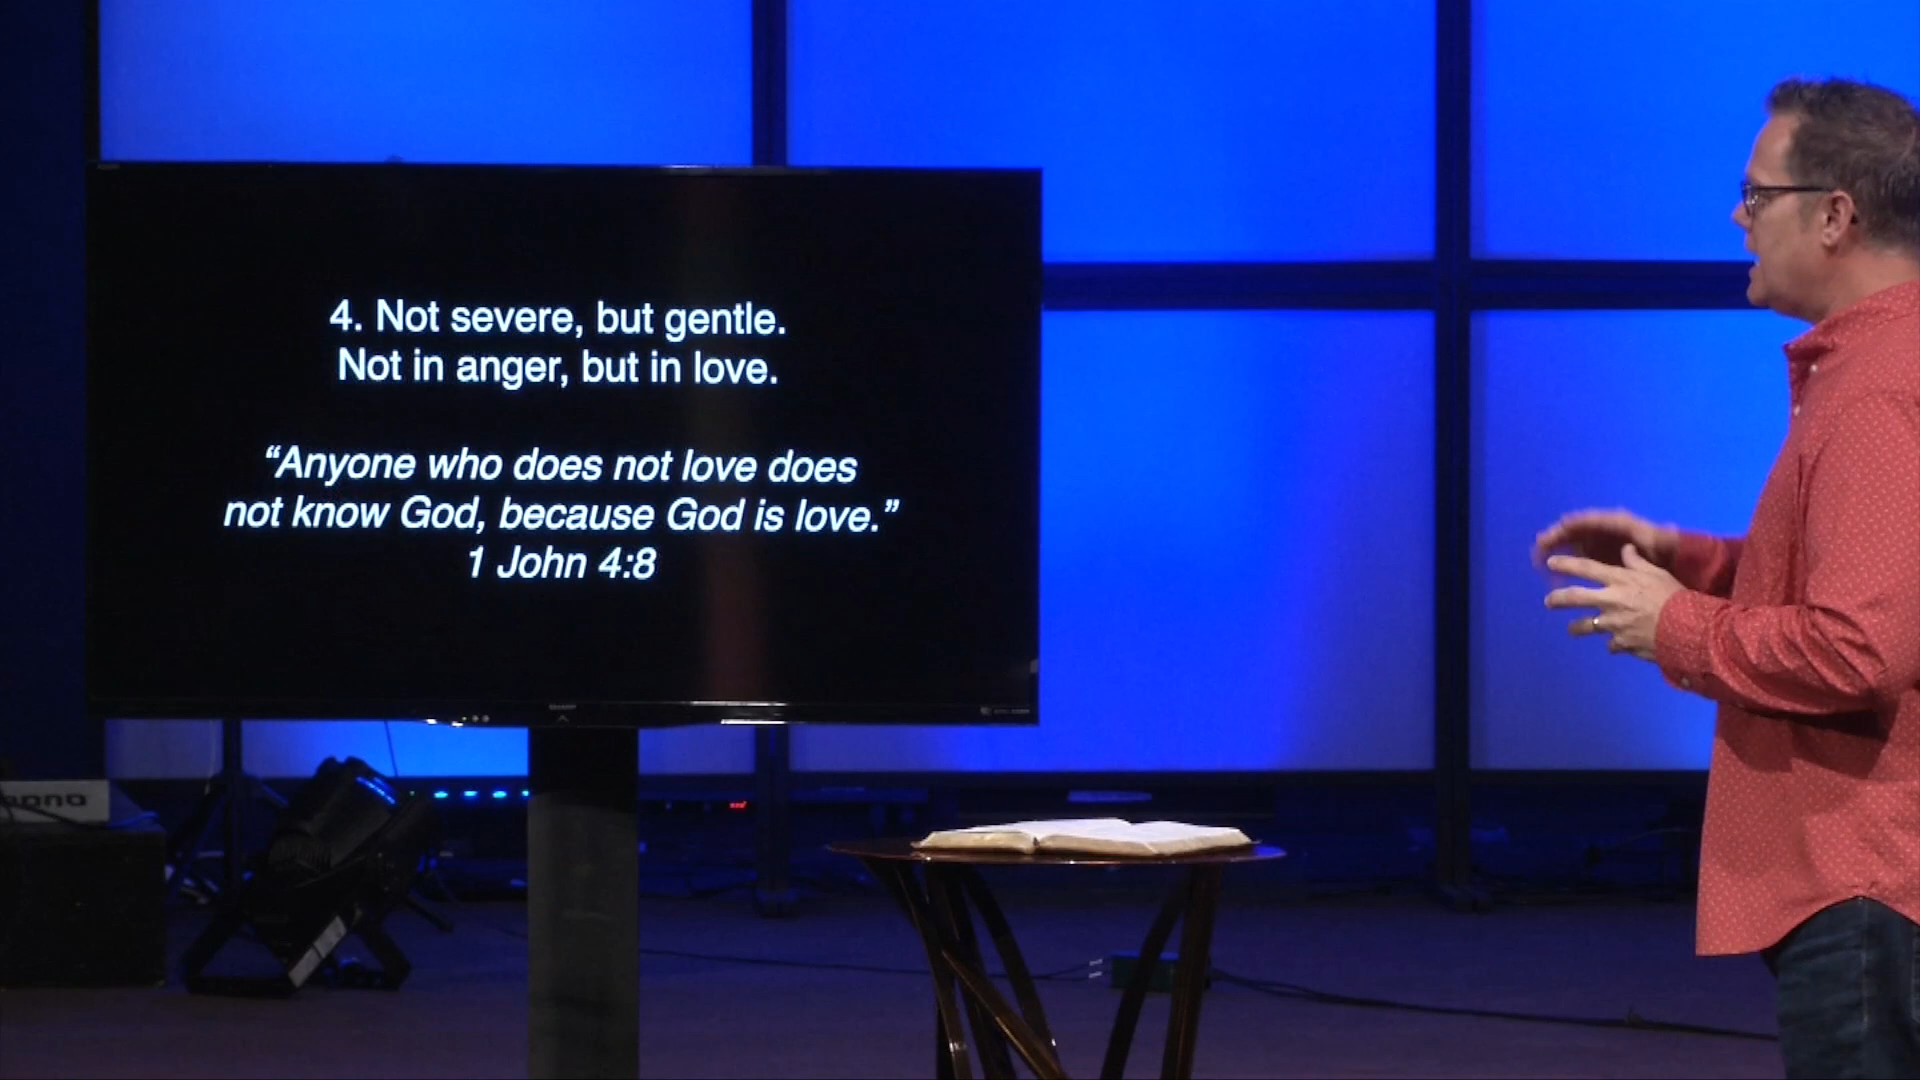 4. Not severe, but gentle.
Not in anger, but in love.
“Anyone who does not love does
not know God, because God is love.”
1 John 4:8
SHARP